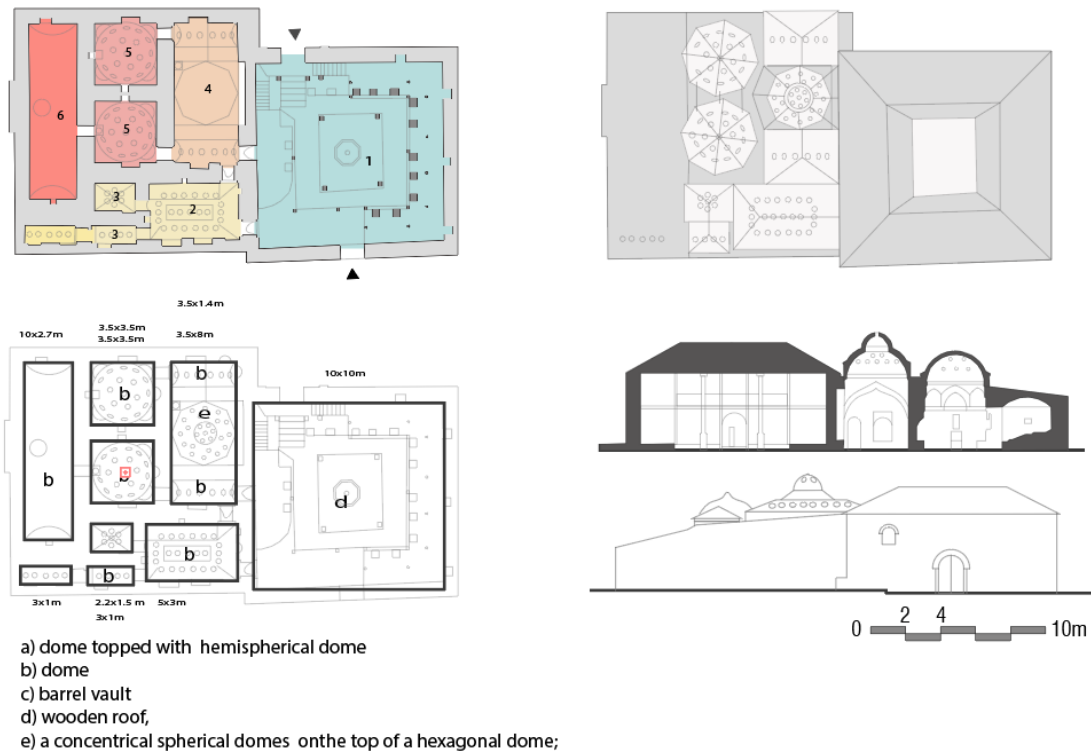 5
4
6
5
1
3
2
3
3.5x1.4m
10x2.7m
3.5x3.5m
3.5x3.5m
3.5x8m
10x10m
b
b
e
b
b
b
d
b
b
3x1m
2.2x1.5 m
5x3m
3x1m
0 2 4 10m
a) dome topped with hemispherical dome
b) dome
c) barrel vault
d) wooden roof,
e) a concentrical spherical domes onthe top of a hexagonal dome;